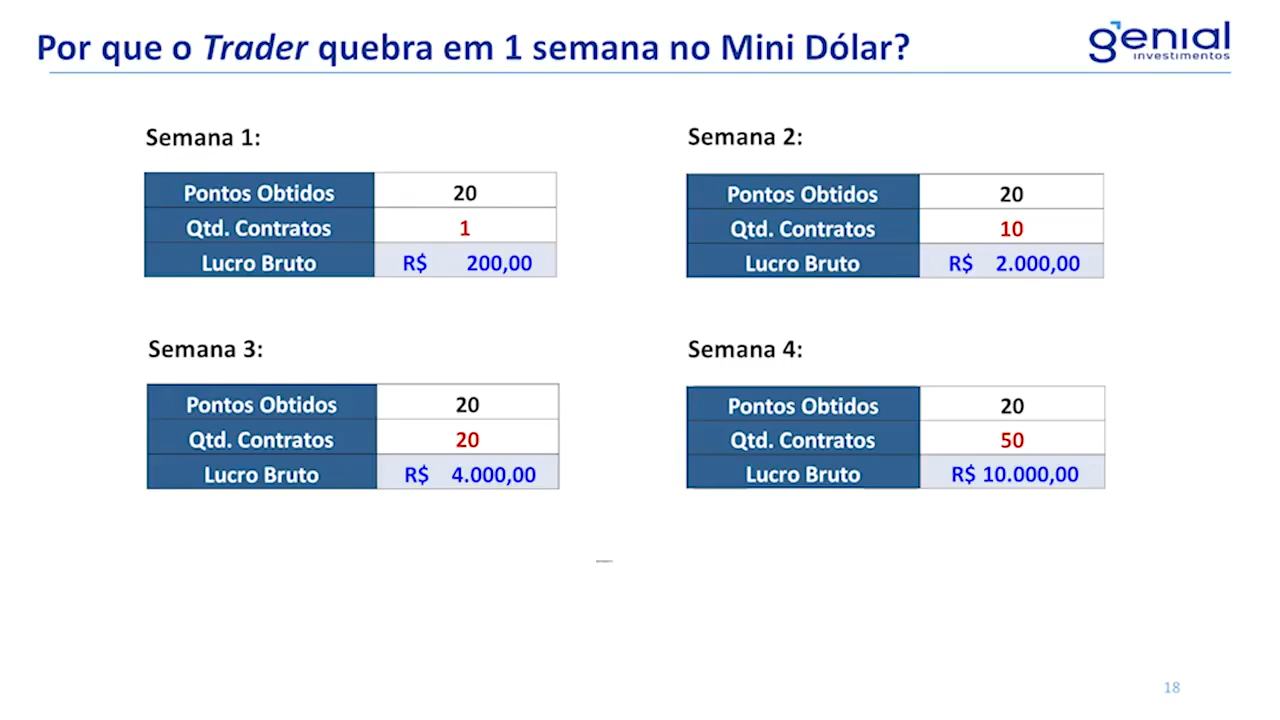 Por que o Trader quebra em 1 semana no Mini Dólar?
genial
investimentos
Semana 1:
Pontos Obtidos 20
Qtd. Contratos 1
Lucro Bruto R$ 200,00
Semana 2:
Pontos Obtidos 20
Qtd. Contratos 10
Lucro Bruto R$ 2.000,00
Semana 3:
Pontos Obtidos 20
Qtd. Contratos 20
Lucro Bruto R$ 4.000,00
Semana 4:
Pontos Obtidos 20
Qtd. Contratos 50
Lucro Bruto R$ 10.000,00
18